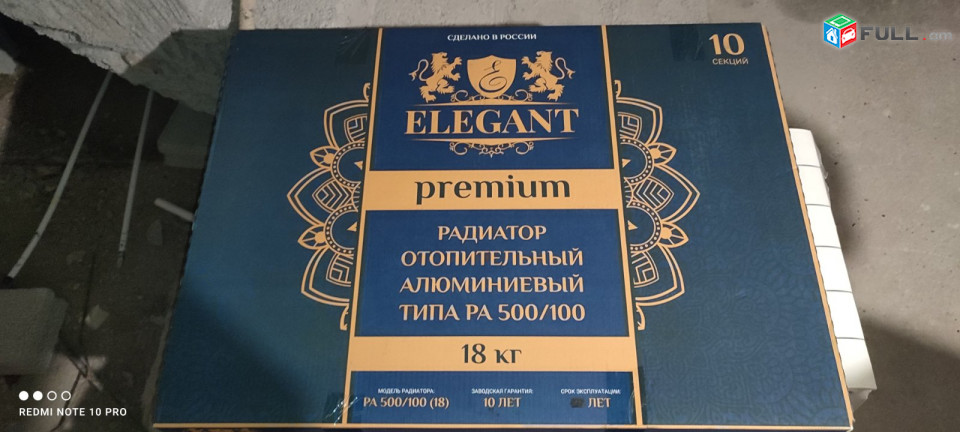 СДЕЛАНО В РОССИИ
10
СЕКЦИЙ
FULL.am
E
ELEGANT
premium
РАДИАТОР
ОТОПИТЕЛЬНЫЙ
АЛЮМИНИЕВЫЙ
ТИПА РА 500/100
18 кг
МОДЕЛЬ РАДИАТОРА:
РА 500/100 (18)
ЗАВОДСКАЯ ГАРАНТИЯ:
10 ЛЕТ
СРОК ЭКСПЛУАТАЦИИ:
ЛЕТ
REDMI NOTE 10 PRO